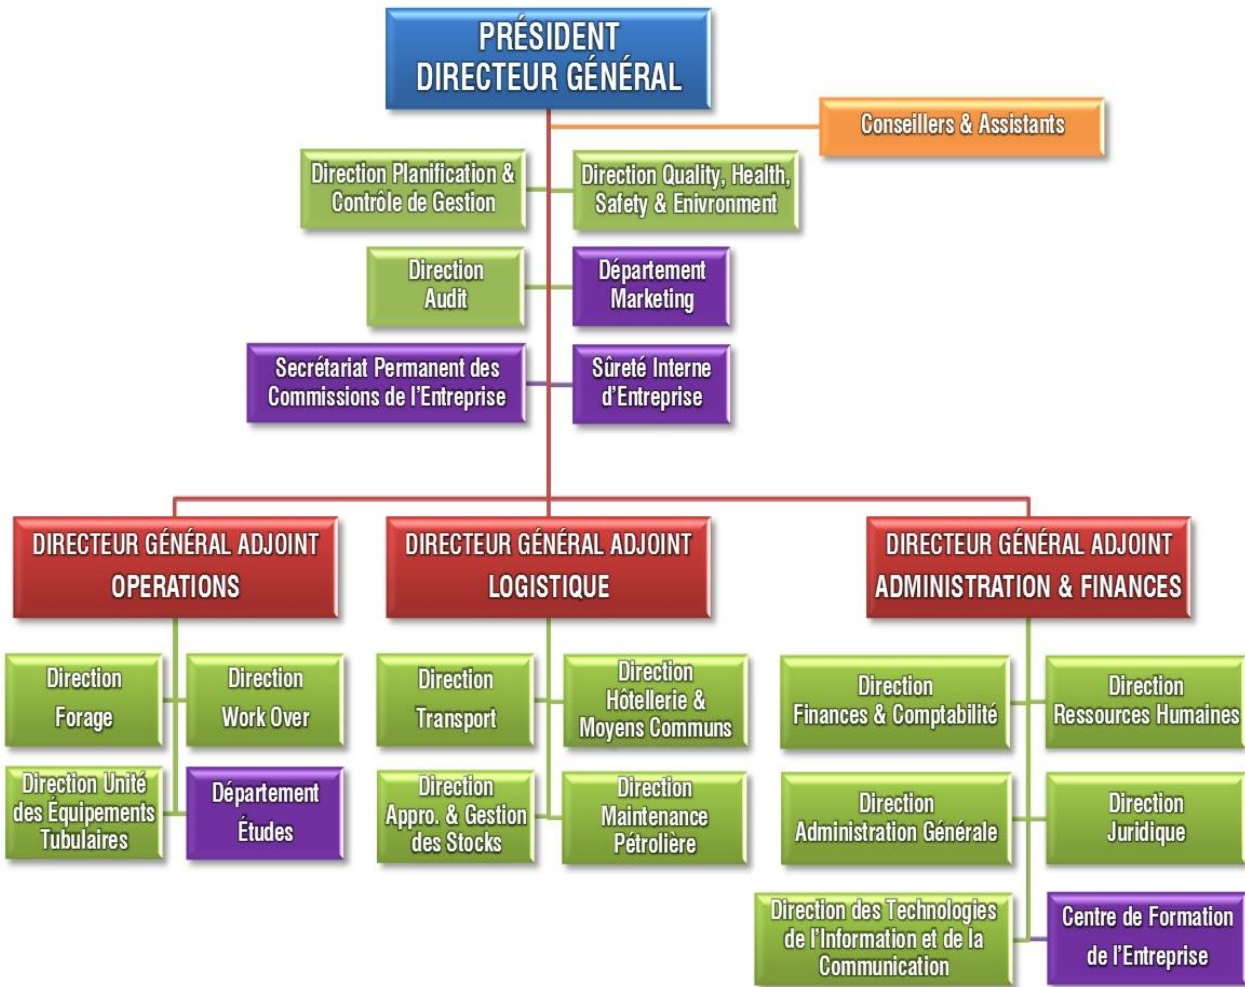 PRÉSIDENT
DIRECTEUR GÉNÉRAL
Conseillers & Assistants
Direction Planification &
Contrôle de Gestion
Direction Quality, Health,
Safety & Enivronment
Direction
Audit
Département
Marketing
Secrétariat Permanent des
Commissions de l'Entreprise
Sûreté Interne
d'Entreprise
DIRECTEUR GÉNÉRAL ADJOINT
OPERATIONS
DIRECTEUR GÉNÉRAL ADJOINT
LOGISTIQUE
DIRECTEUR GÉNÉRAL ADJOINT
ADMINISTRATION & FINANCES
Direction
Forage
Direction
Work Over
Direction
Transport
Direction
Hôtellerie &
Moyens Communs
Direction
Finances & Comptabilité
Direction
Ressources Humaines
Direction Unité
des Équipements
Tubulaires
Département
Études
Direction
Appro. & Gestion
des Stocks
Direction
Maintenance
Pétrolière
Direction
Administration Générale
Direction
Juridique
Direction des Technologies
de l'Information et de la
Communication
Centre de Formation
de l'Entreprise